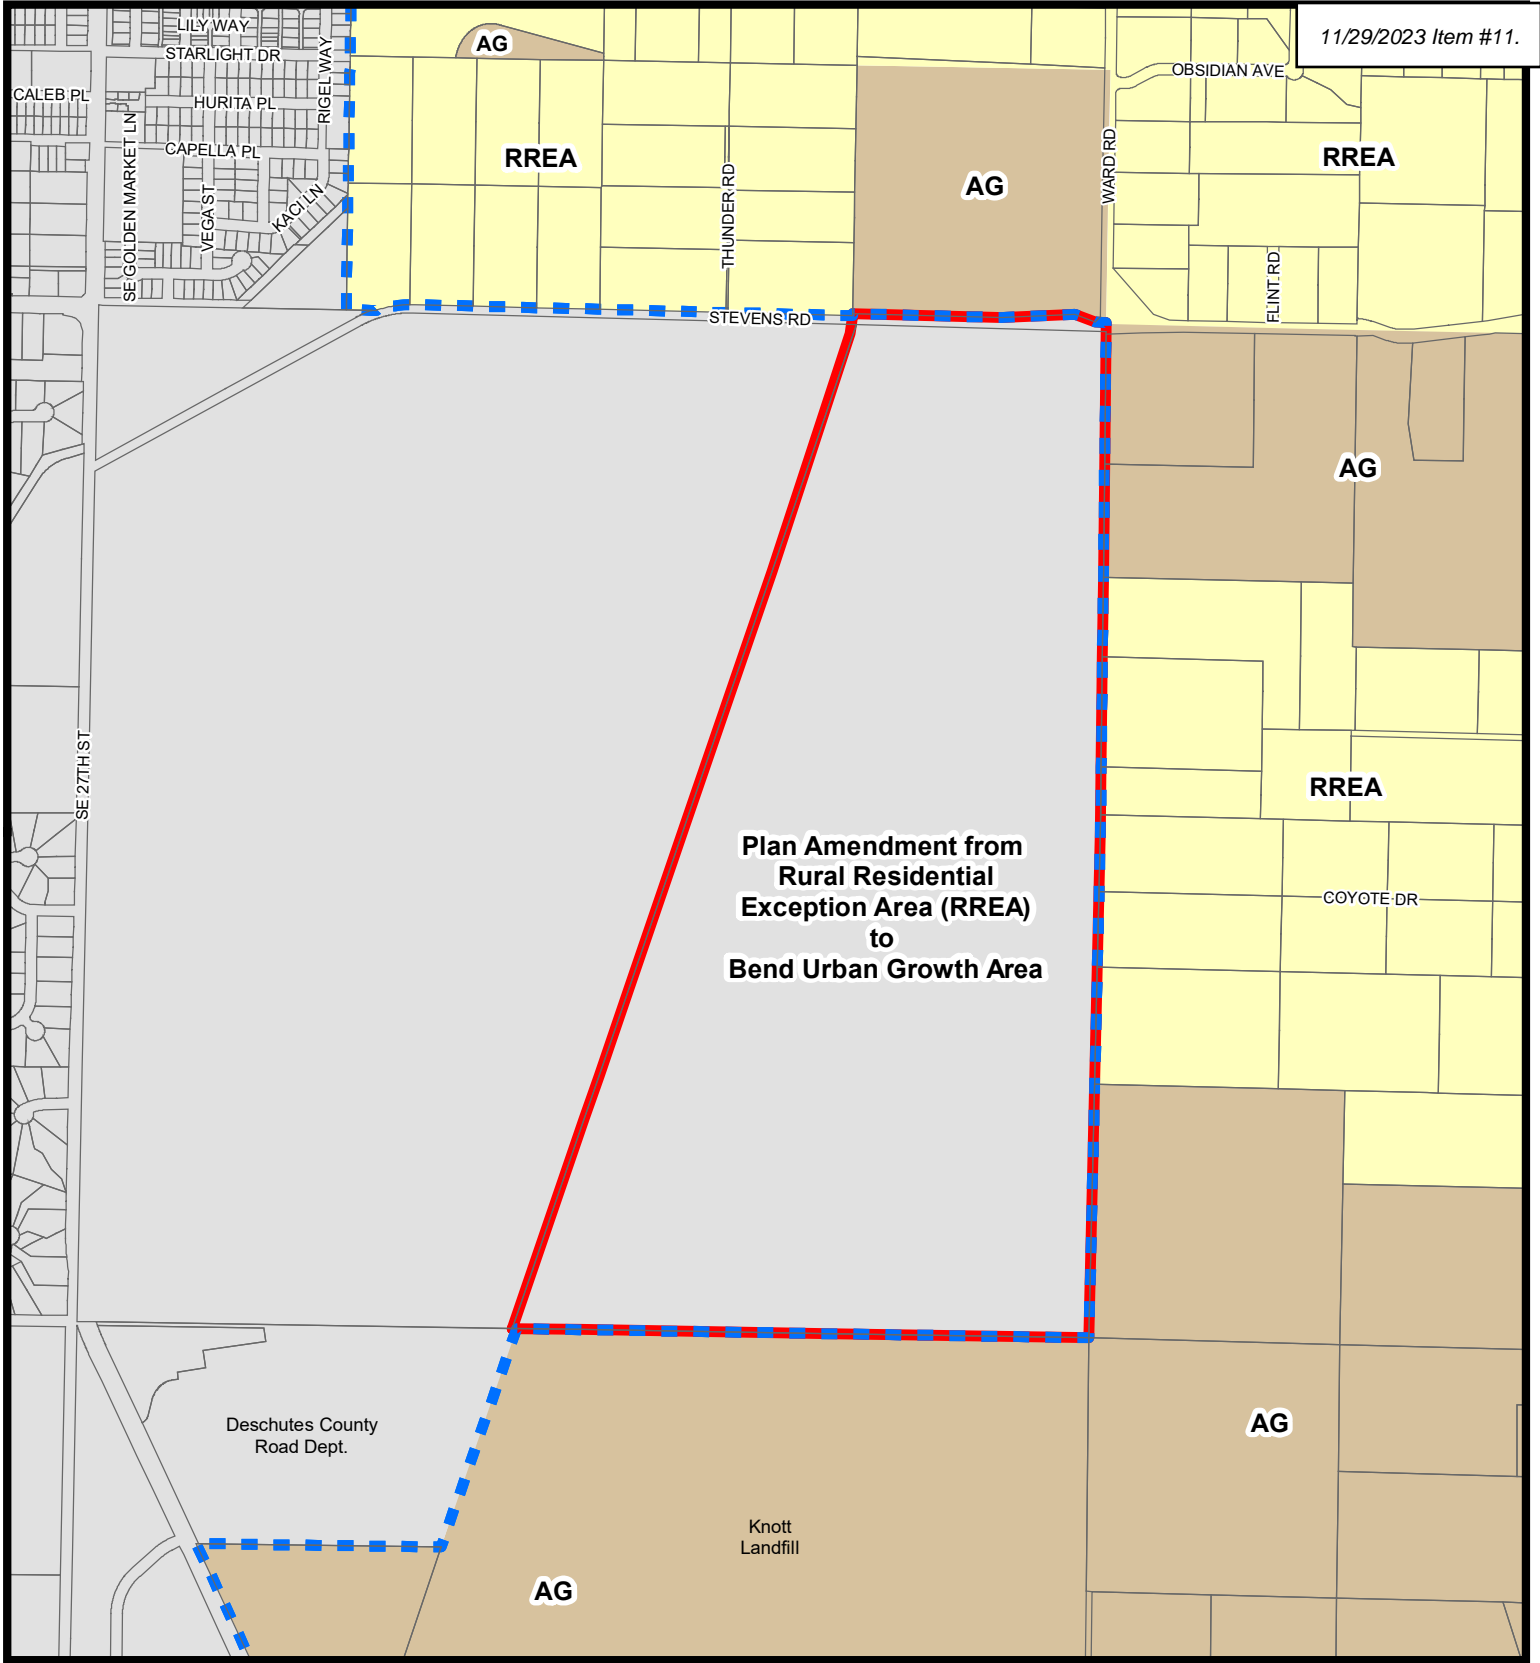 11/29/2023 Item #11.
LILY WAY
STARLIGHT DR
RIGEL WAY
CALEB PL
HURITA PL
SE GOLDEN MARKET LN
CAPELLA PL
VEGA ST
KACI LN
AG
RREA
THUNDER RD
AG
WARD RD
OBSIDIAN AVE
RREA
FLINT RD
STEVENS RD
AG
SE 27TH ST
RREA
Plan Amendment from
Rural Residential
Exception Area (RREA)
to
Bend Urban Growth Area
COYOTE DR
Deschutes County
Road Dept.
AG
Knott
Landfill
AG